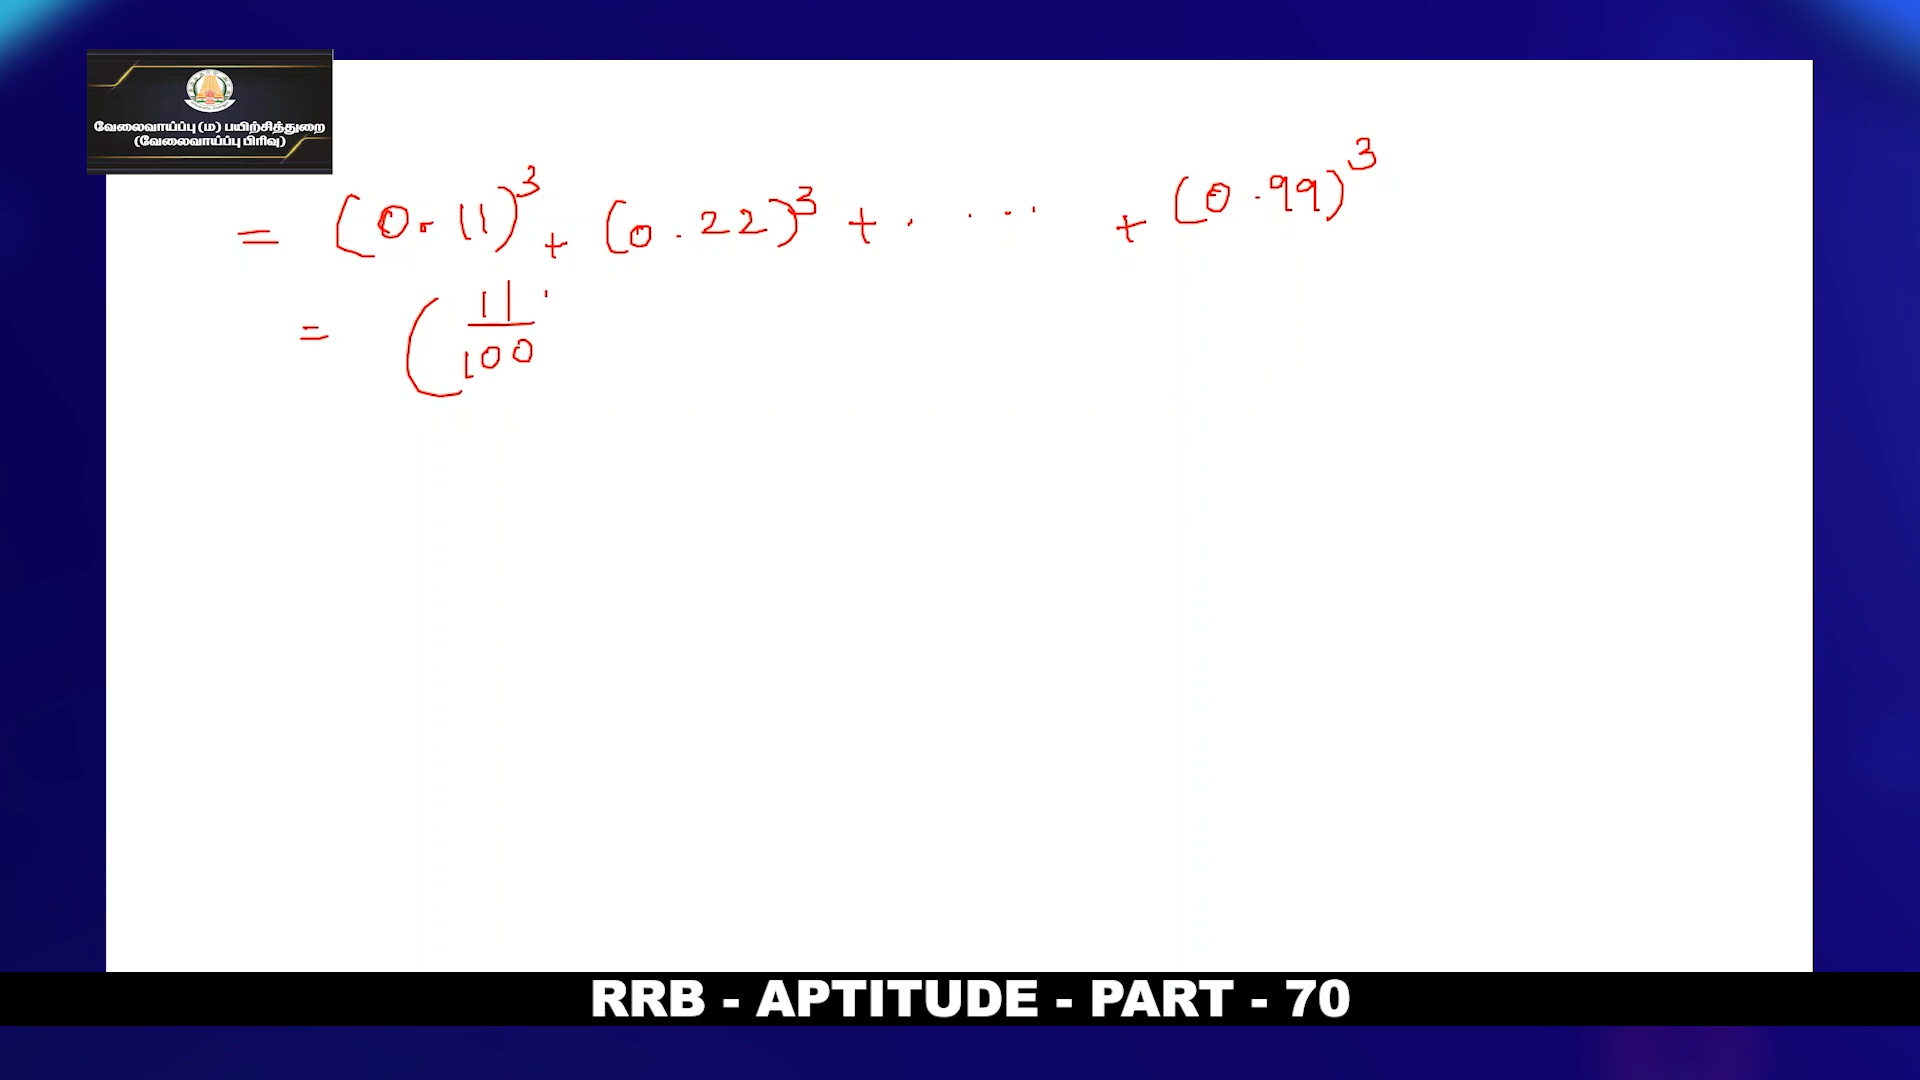 வேலைவாய்ப்பு (ம) பயிற்சித்துறை
(வேலைவாய்ப்பு பிரிவு)
= (0.11)³ + (0.22)³ + . . . . + (0.99)³
= ( 11/100
RRB - APTITUDE - PART - 70